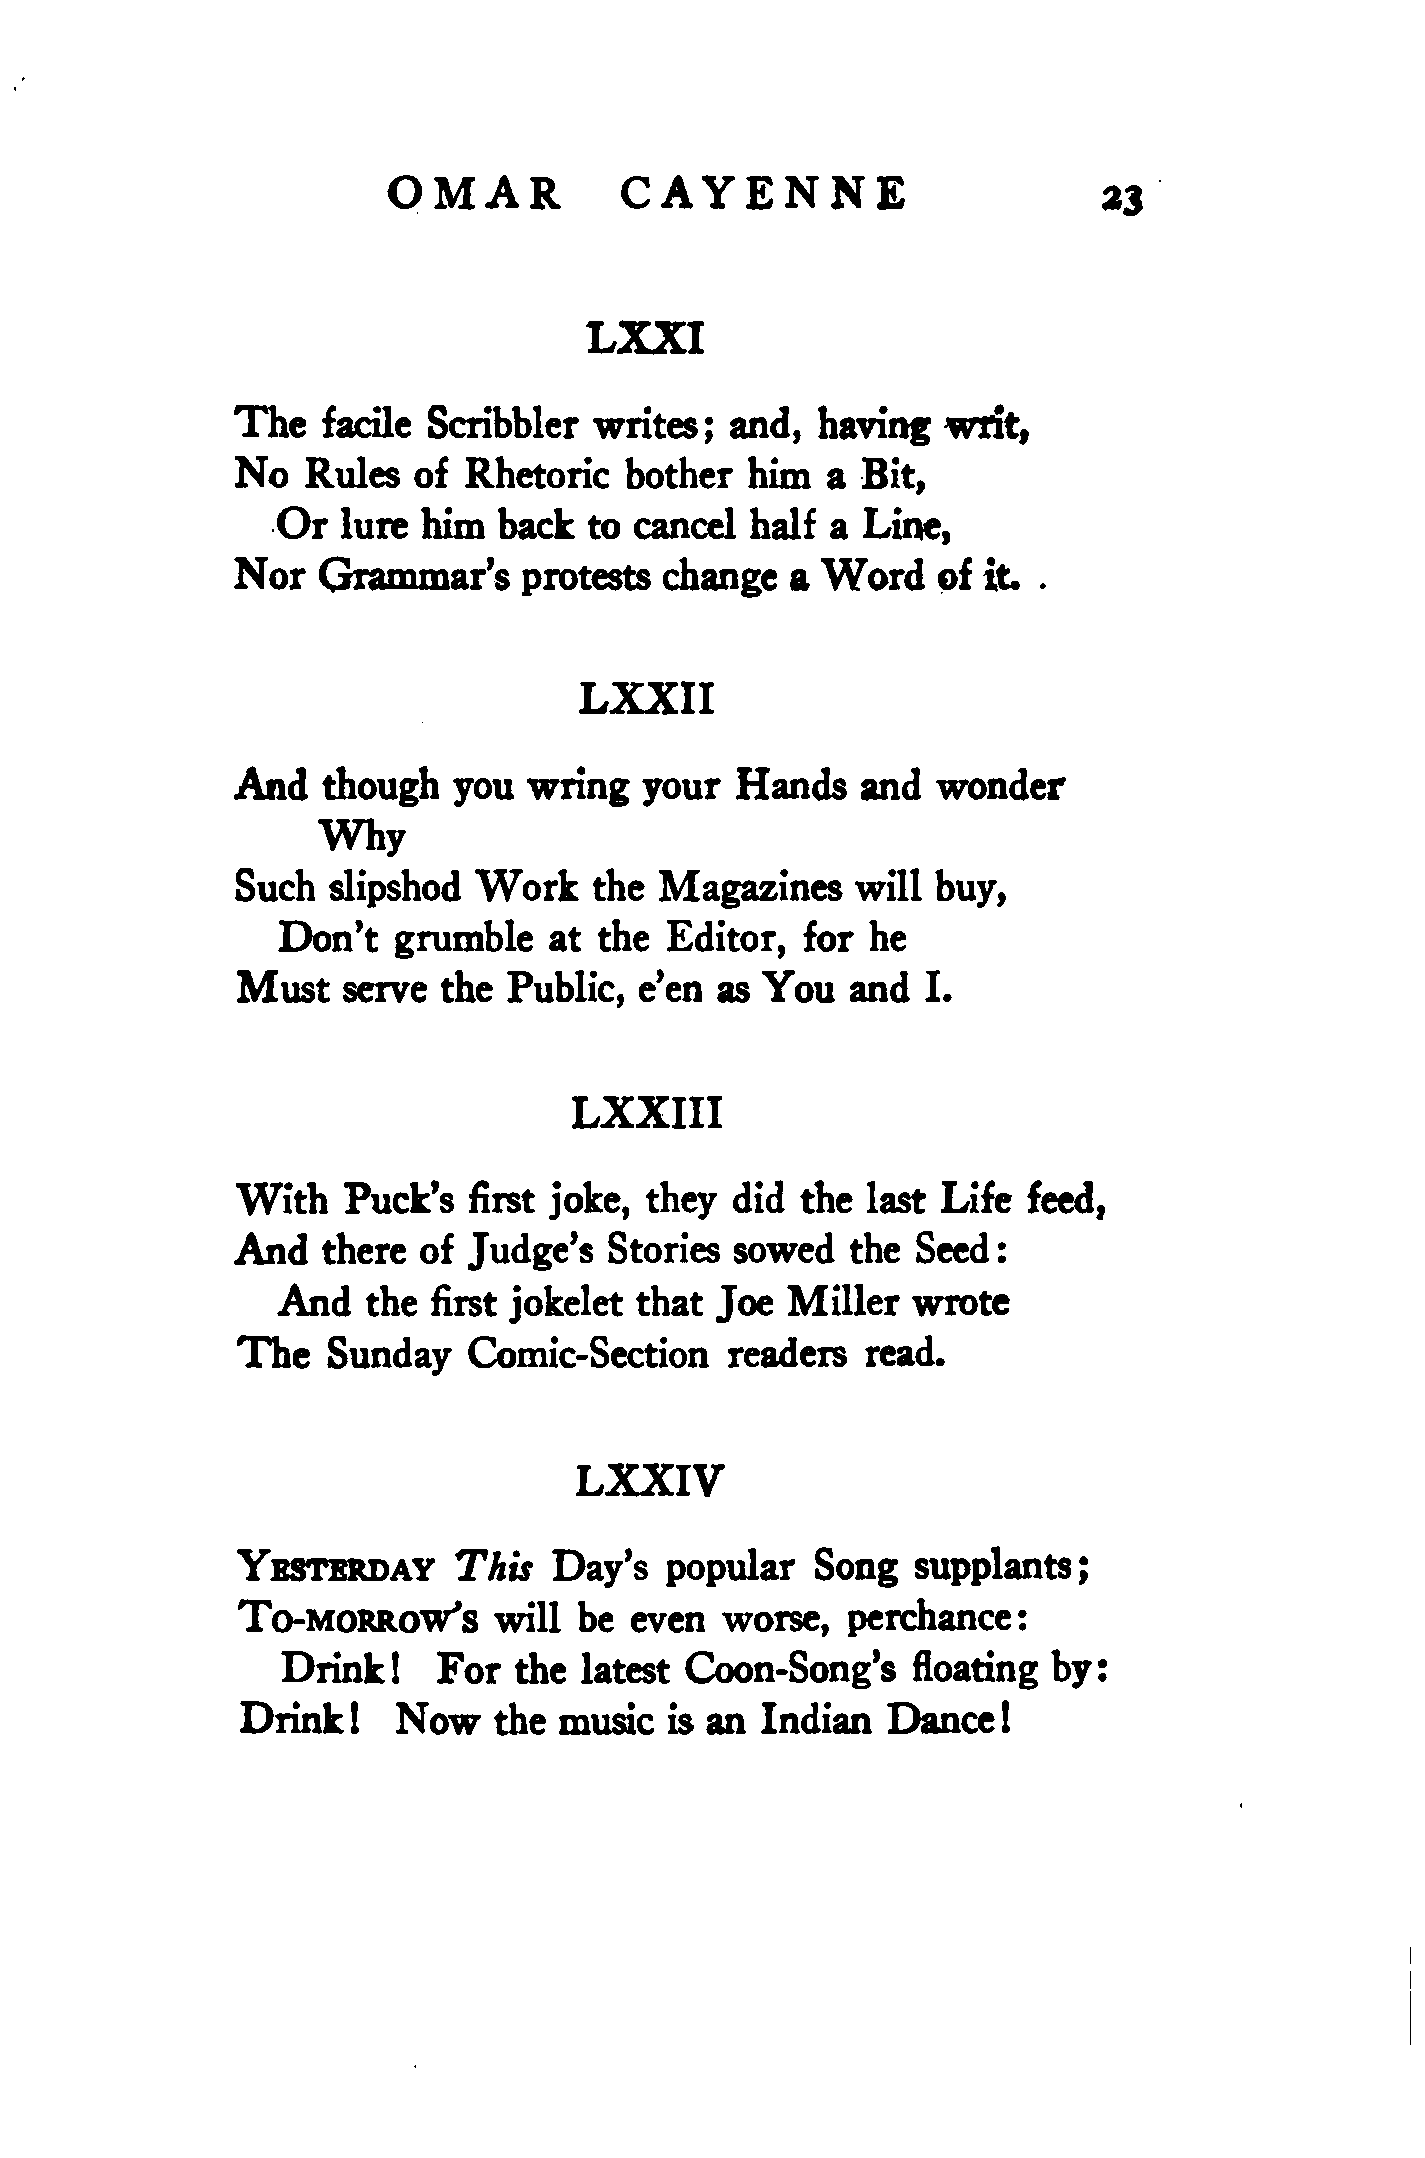 OMAR CAYENNE 23
LXXI
The facile Scribbler writes; and, having writ,
No Rules of Rhetoric bother him a Bit,
Or lure him back to cancel half a Line,
Nor Grammar's protests change a Word of it.
LXXII
And though you wring your Hands and wonder
Why
Such slipshod Work the Magazines will buy,
Don't grumble at the Editor, for he
Must serve the Public, e'en as You and I.
LXXIII
With Puck's first joke, they did the last Life feed,
And there of Judge's Stories sowed the Seed:
And the first jokelet that Joe Miller wrote
The Sunday Comic-Section readers read.
LXXIV
YESTERDAY This Day's popular Song supplants;
TO-MORROW'S will be even worse, perchance:
Drink! For the latest Coon-Song's floating by:
Drink! Now the music is an Indian Dance!